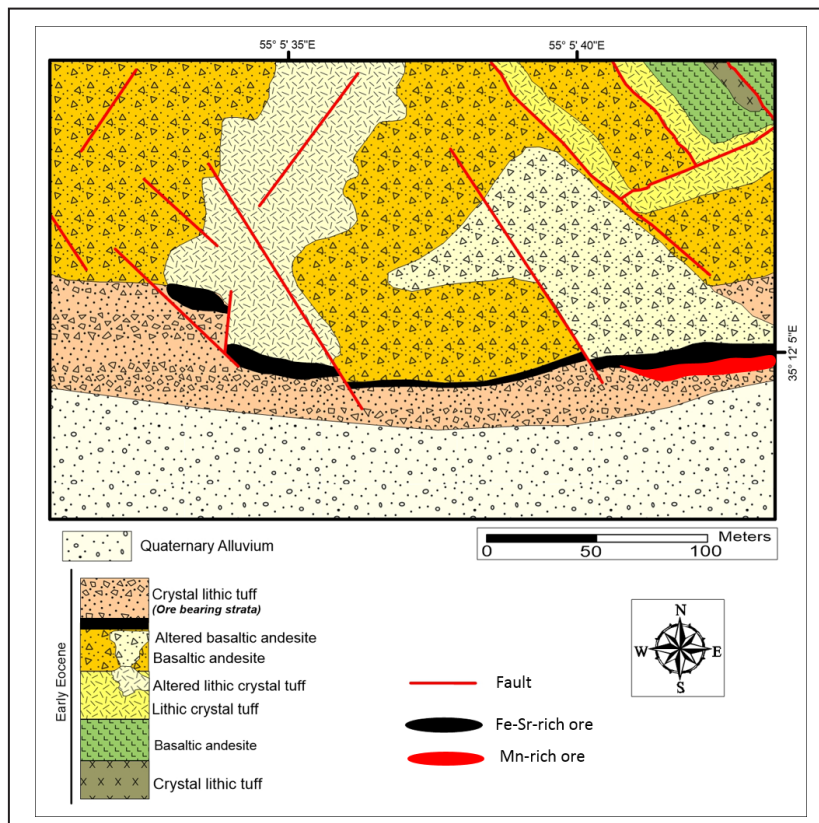 55° 5' 35"E
55° 5' 40"E
35° 12' 5"E
Quaternary Alluvium
Meters
0
50
100
Early Eocene
Crystal lithic tuff
(Ore bearing strata)
Altered basaltic andesite
Basaltic andesite
Altered lithic crystal tuff
Lithic crystal tuff
Basaltic andesite
Crystal lithic tuff
Fault
Fe-Sr-rich ore
Mn-rich ore
N
W
E
S